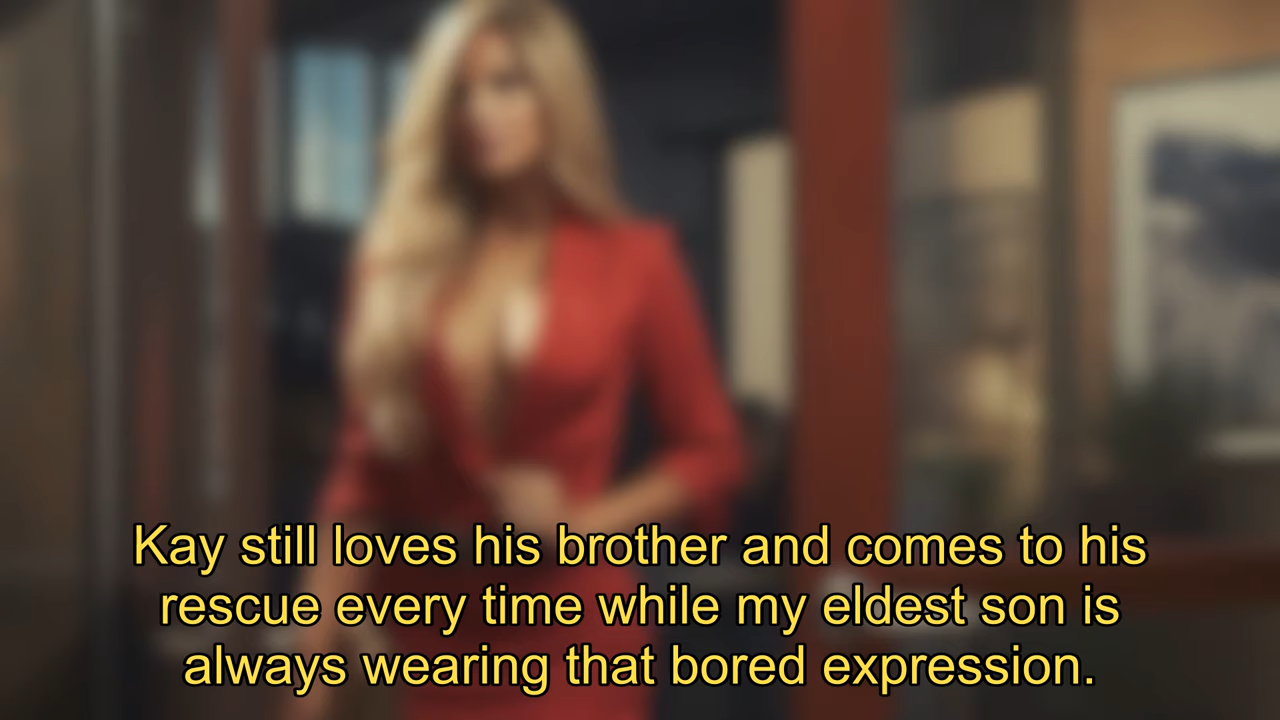 Kay still loves his brother and comes to his
rescue every time while my eldest son is
always wearing that bored expression.